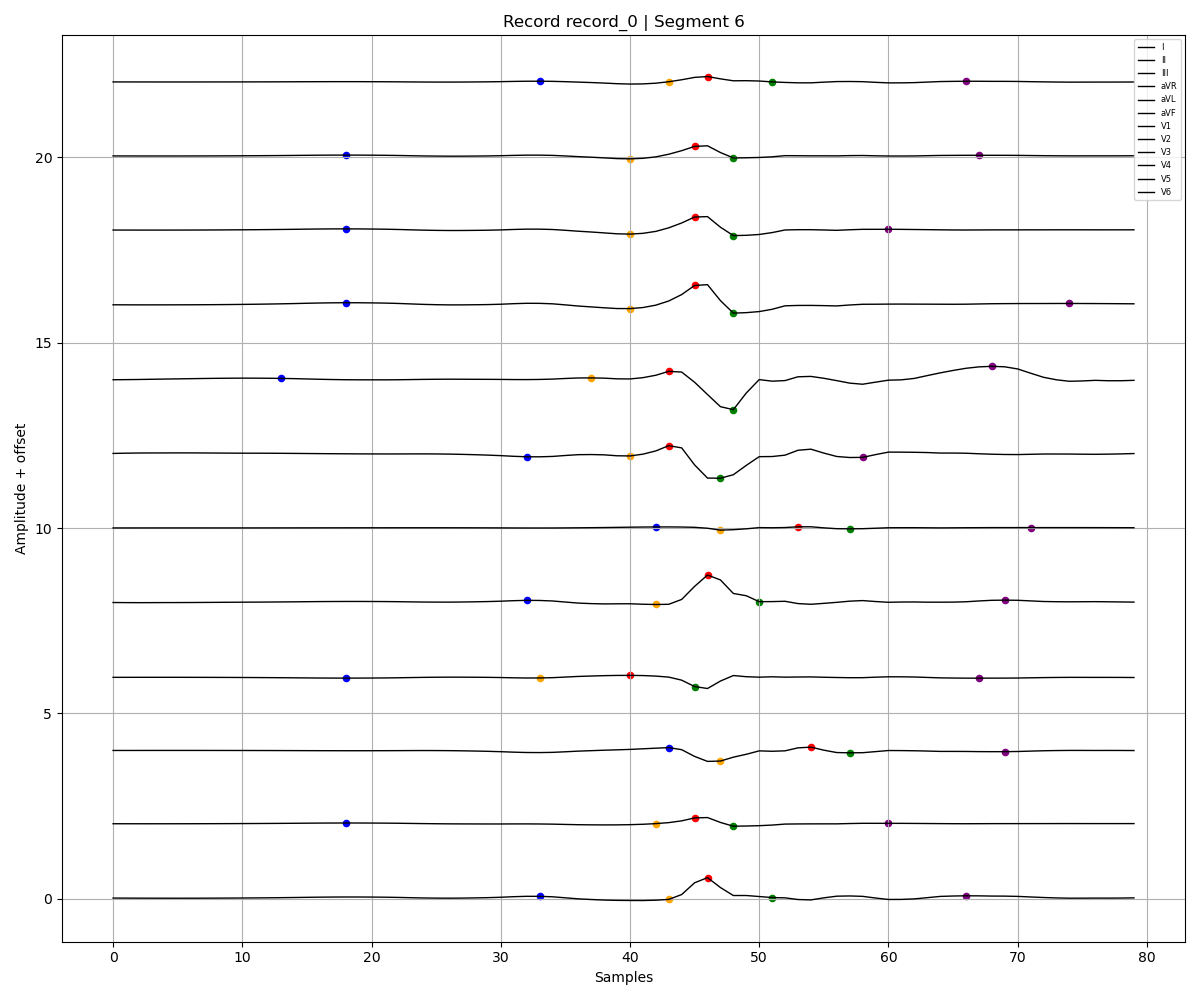 Record record_0 | Segment 6
I
II
III
aVR
aVL
aVF
V1
V2
V3
V4
V5
V6
20
15
10
5
0
Amplitude + offset
0 10 20 30 40 50 60 70 80
Samples